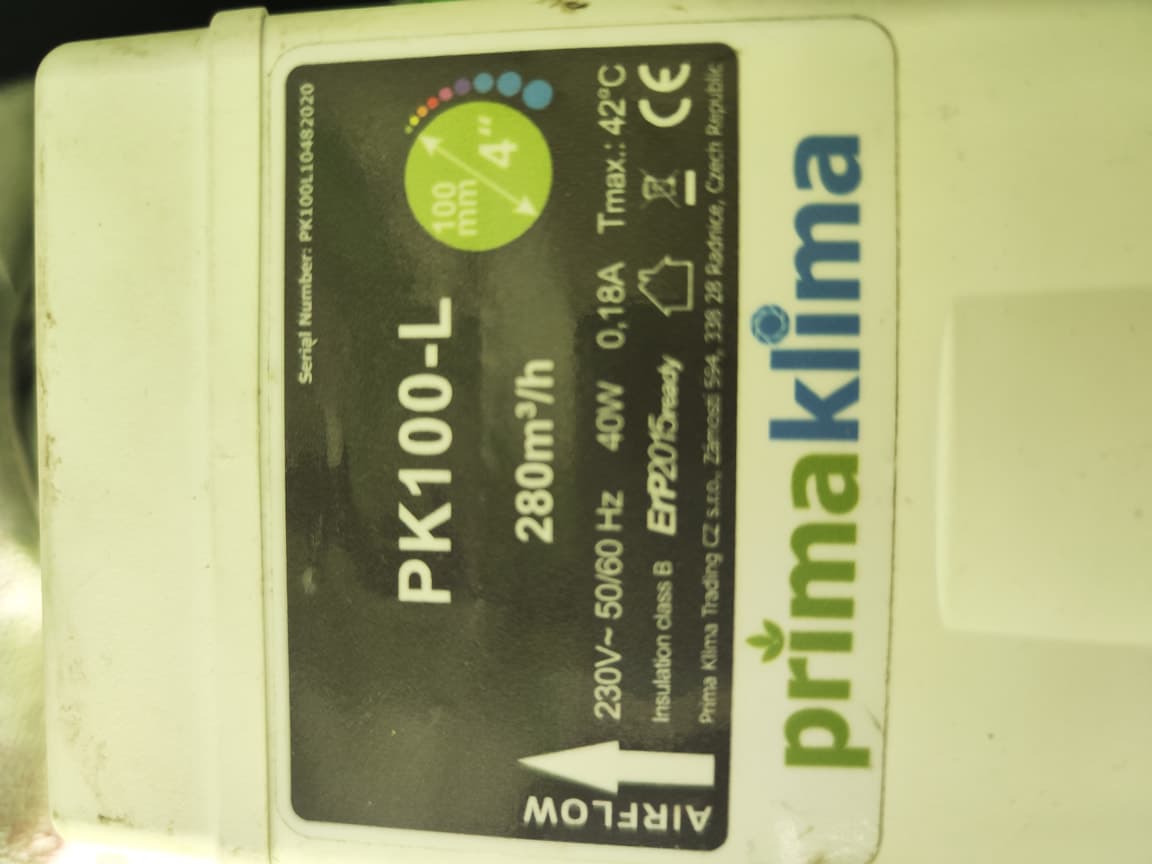 Serial Number: PK100L10482020
PK100-L
100 mm
4"
280m³/h
230V~ 50/60 Hz 40W 0,18A Tmax.: 42°C
Insulation class B ErP2015ready CE
Prima Klima Trading CZ s.r.o., Zámostí 594, 338 28 Radnice, Czech Republic
AIRFLOW
primaklima